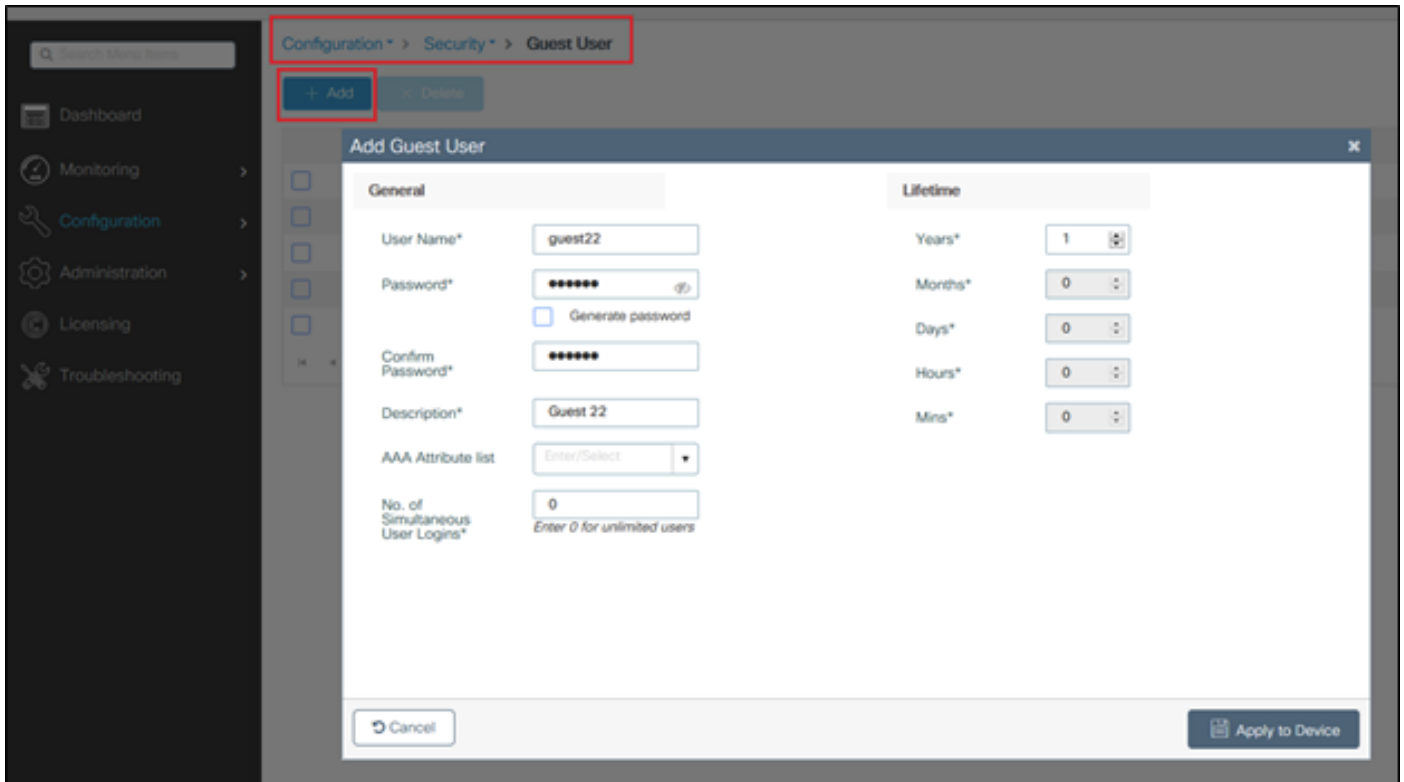 Search Menu Items
Configuration > Security > Guest User
+ Add
× Delete
Dashboard
Monitoring
Configuration
Administration
Licensing
Troubleshooting
Add Guest User
General
User Name*
guest22
Password*
••••••
Generate password
Confirm
Password*
••••••
Description*
Guest 22
AAA Attribute list
Enter/Select
No. of
Simultaneous
User Logins*
0
Enter 0 for unlimited users
Lifetime
Years*
1
Months*
0
Days*
0
Hours*
0
Mins*
0
Cancel
Apply to Device